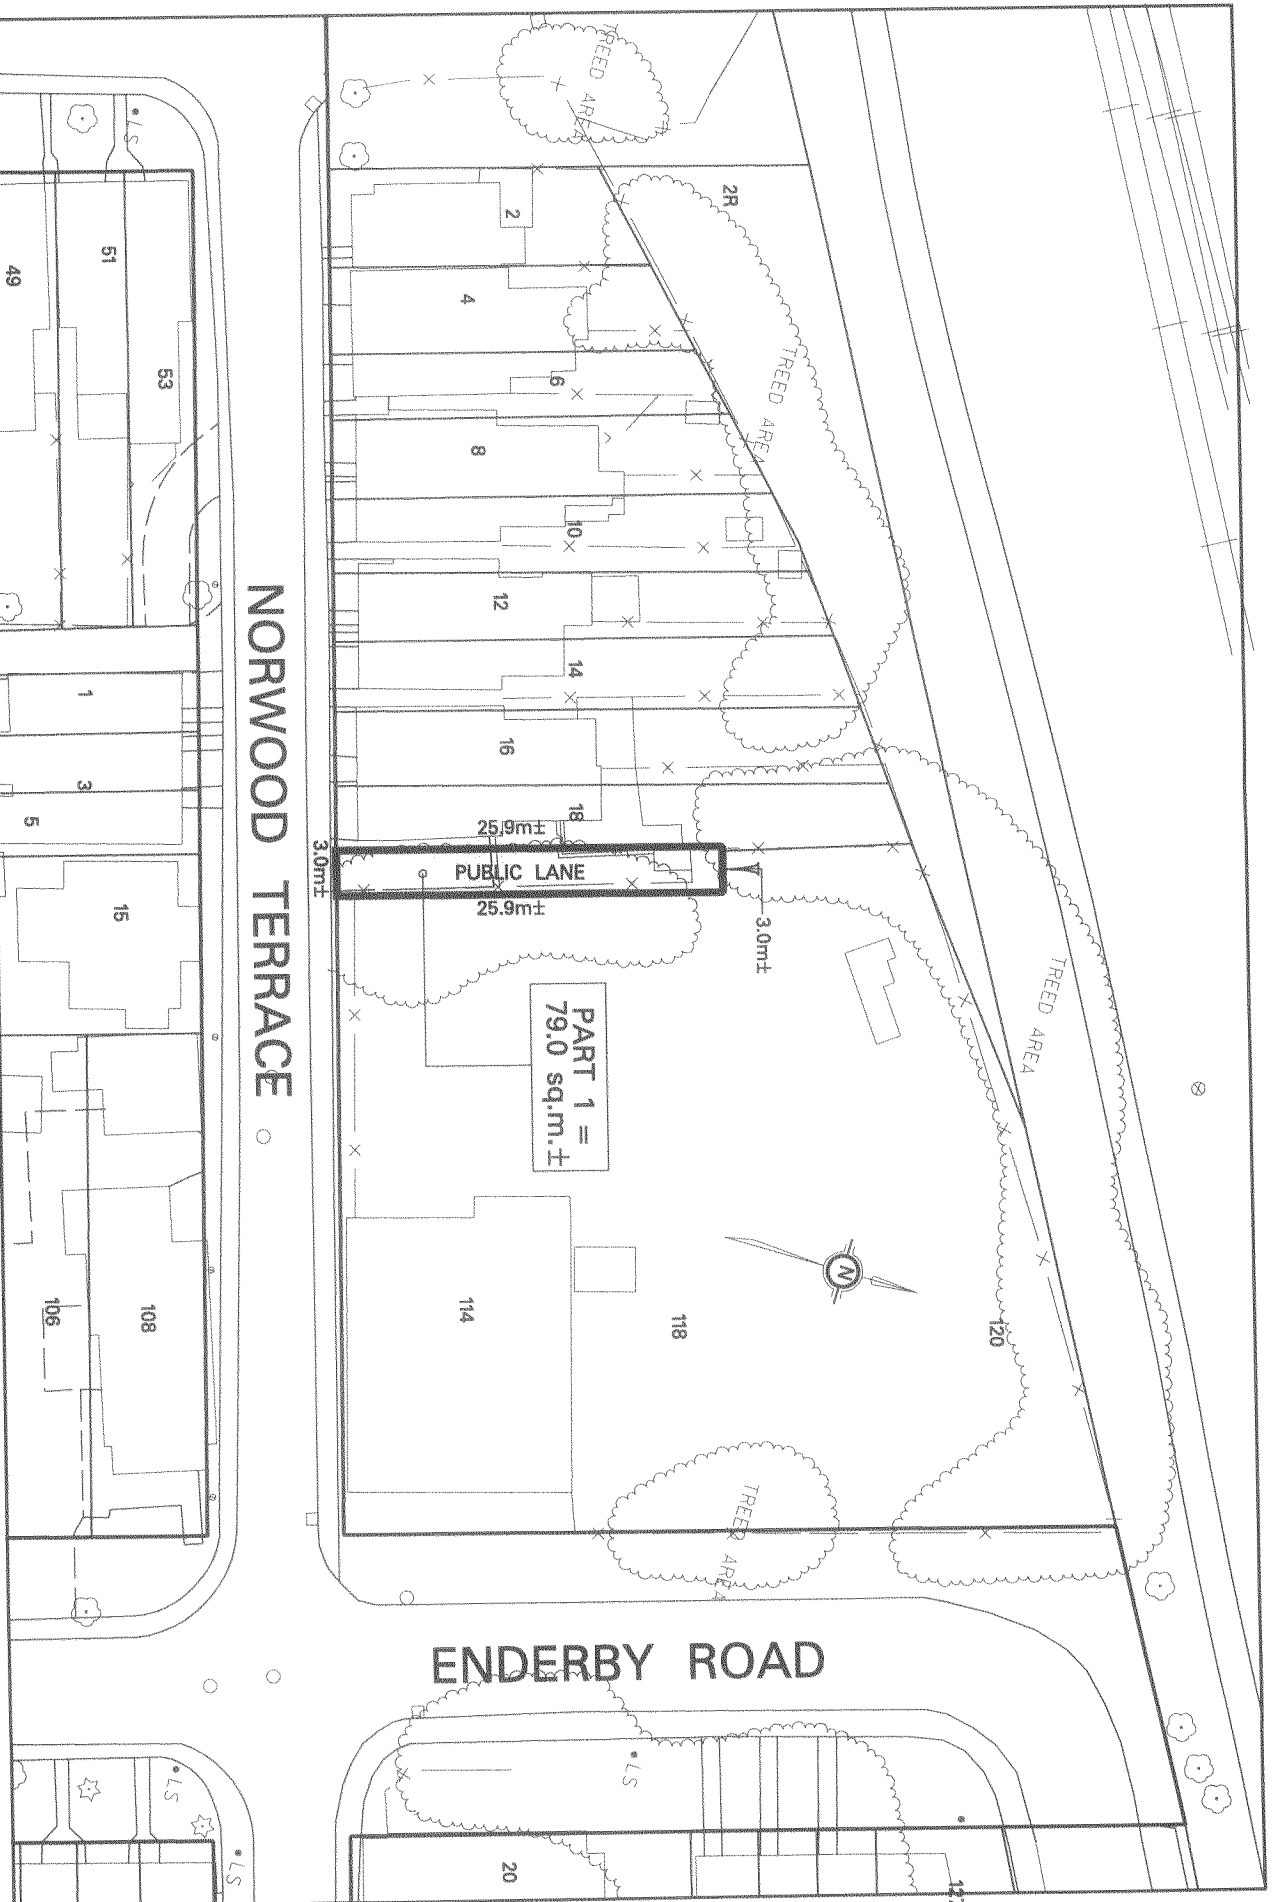 TREED AREA
2R
LS
2
51
49
4
TREED AREA
53
6
8
10
NORWOOD TERRACE
12
14
1
16
3
18
5
25.9m±
3.0m±
PUBLIC LANE
25.9m±
3.0m±
15
TREED AREA
PART 1 =
79.0 sq.m.±
N
114
118
120
106
108
TREED AREA
ENDERBY ROAD
LS
LS
LS
20